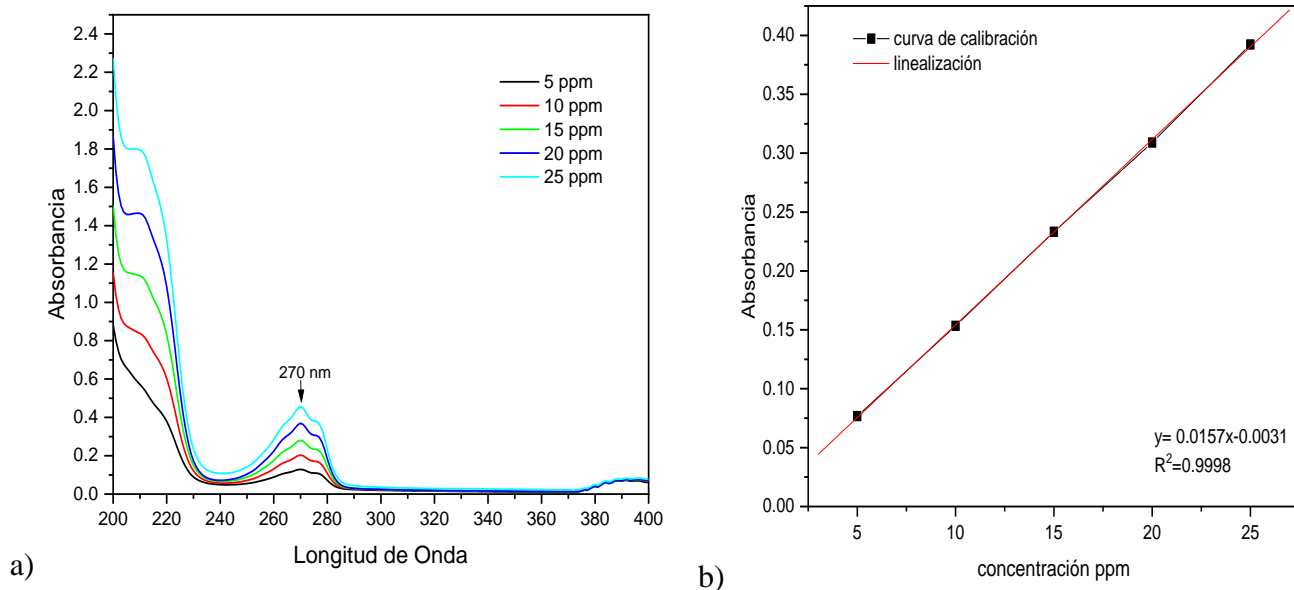 2.4
2.2
2.0
1.8
1.6
1.4
1.2
1.0
0.8
0.6
0.4
0.2
0.0
Absorbancia
5 ppm
10 ppm
15 ppm
20 ppm
25 ppm
270 nm
200 220 240 260 280 300 320 340 360 380 400
Longitud de Onda
a)
0.40
0.35
0.30
0.25
0.20
0.15
0.10
0.05
0.00
Absorbancia
curva de calibración
linealización
y= 0.0157x-0.0031
R²=0.9998
5 10 15 20 25
concentración ppm
b)